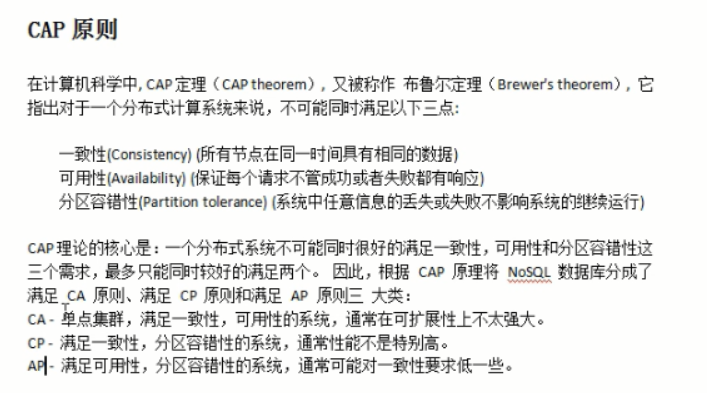 CAP 原则
在计算机科学中, CAP 定理（CAP theorem）, 又被称作 布鲁尔定理（Brewer's theorem）, 它
指出对于一个分布式计算系统来说，不可能同时满足以下三点:
一致性(Consistency) (所有节点在同一时间具有相同的数据)
可用性(Availability) (保证每个请求不管成功或者失败都有响应)
分区容错性(Partition tolerance) (系统中任意信息的丢失或失败不影响系统的继续运行)
CAP 理论的核心是：一个分布式系统不可能同时很好的满足一致性，可用性和分区容错性这
三个需求，最多只能同时较好的满足两个。 因此，根据 CAP 原理将 NoSQL 数据库分成了
满足 CA 原则、满足 CP 原则和满足 AP 原则三 大类：
CA - 单点集群，满足一致性，可用性的系统，通常在可扩展性上不太强大。
CP - 满足一致性，分区容错性的系统，通常性能不是特别高。
AP - 满足可用性，分区容错性的系统，通常可能对一致性要求低一些。